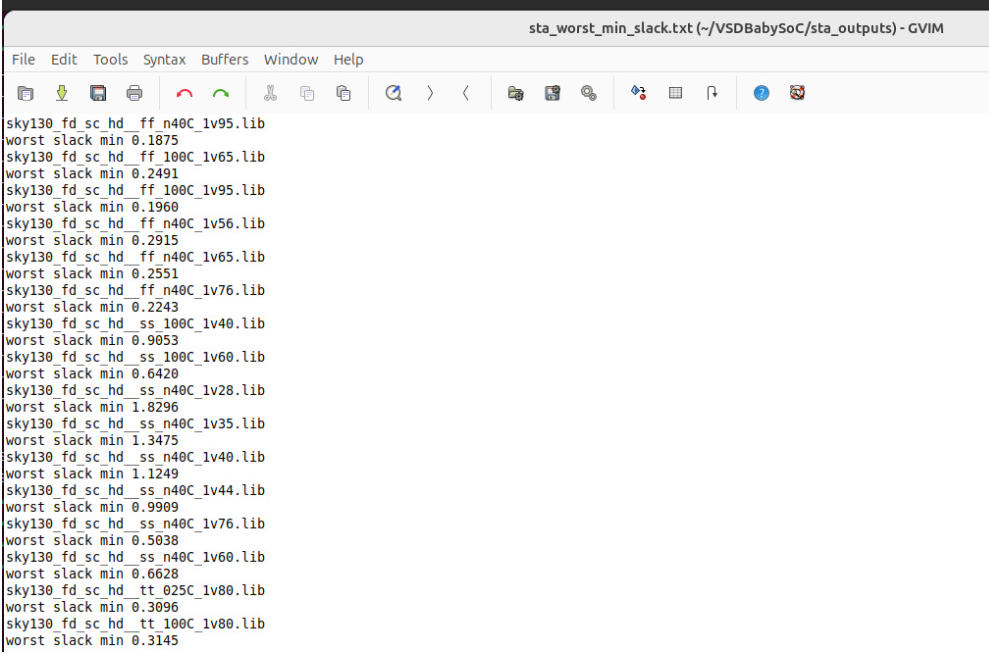 sta_worst_min_slack.txt (~/VSDBabySoC/sta_outputs) - GVIM
File Edit Tools Syntax Buffers Window Help
sky130_fd_sc_hd__ff_n40C_1v95.lib
worst slack min 0.1875
sky130_fd_sc_hd__ff_100C_1v65.lib
worst slack min 0.2491
sky130_fd_sc_hd__ff_100C_1v95.lib
worst slack min 0.1960
sky130_fd_sc_hd__ff_n40C_1v56.lib
worst slack min 0.2915
sky130_fd_sc_hd__ff_n40C_1v65.lib
worst slack min 0.2551
sky130_fd_sc_hd__ff_n40C_1v76.lib
worst slack min 0.2243
sky130_fd_sc_hd__ss_100C_1v40.lib
worst slack min 0.9053
sky130_fd_sc_hd__ss_100C_1v60.lib
worst slack min 0.6420
sky130_fd_sc_hd__ss_n40C_1v28.lib
worst slack min 1.8296
sky130_fd_sc_hd__ss_n40C_1v35.lib
worst slack min 1.3475
sky130_fd_sc_hd__ss_n40C_1v40.lib
worst slack min 1.1249
sky130_fd_sc_hd__ss_n40C_1v44.lib
worst slack min 0.9909
sky130_fd_sc_hd__ss_n40C_1v76.lib
worst slack min 0.5038
sky130_fd_sc_hd__ss_n40C_1v60.lib
worst slack min 0.6628
sky130_fd_sc_hd__tt_025C_1v80.lib
worst slack min 0.3096
sky130_fd_sc_hd__tt_100C_1v80.lib
worst slack min 0.3145